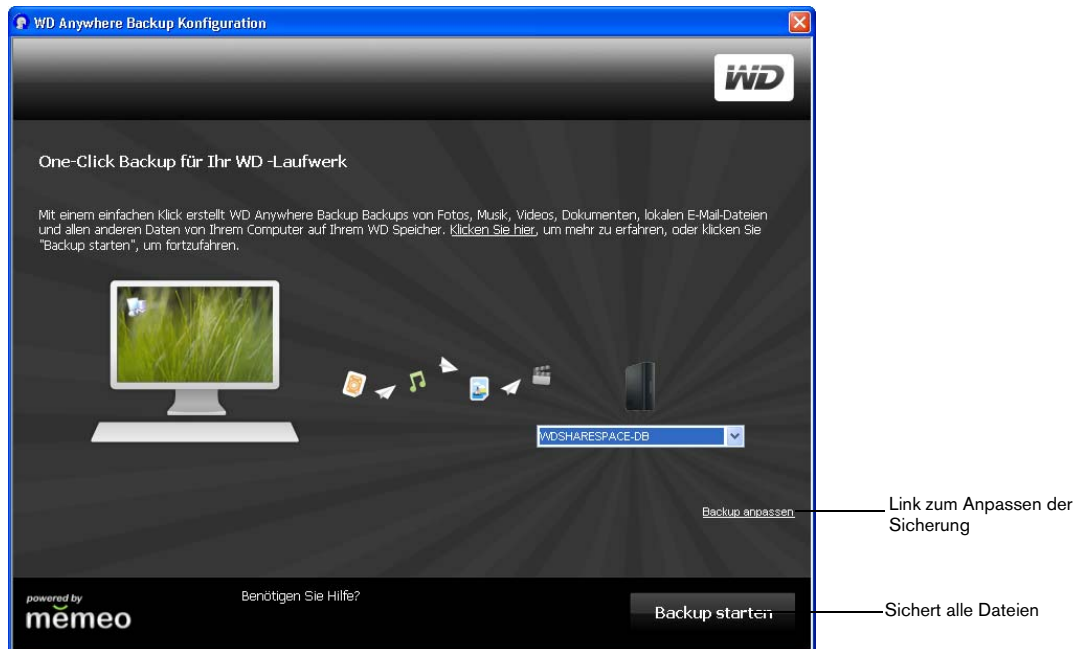 WD Anywhere Backup Konfiguration
WD
One-Click Backup für Ihr WD -Laufwerk
Mit einem einfachen Klick erstellt WD Anywhere Backup Backups von Fotos, Musik, Videos, Dokumenten, lokalen E-Mail-Dateien
und allen anderen Daten von Ihrem Computer auf Ihrem WD Speicher. Klicken Sie hier, um mehr zu erfahren, oder klicken Sie
"Backup starten", um fortzufahren.
WDSHARESPACE-DB
Backup anpassen
Link zum Anpassen der
Sicherung
powered by
memeo
Benötigen Sie Hilfe?
Backup starten
Sichert alle Dateien